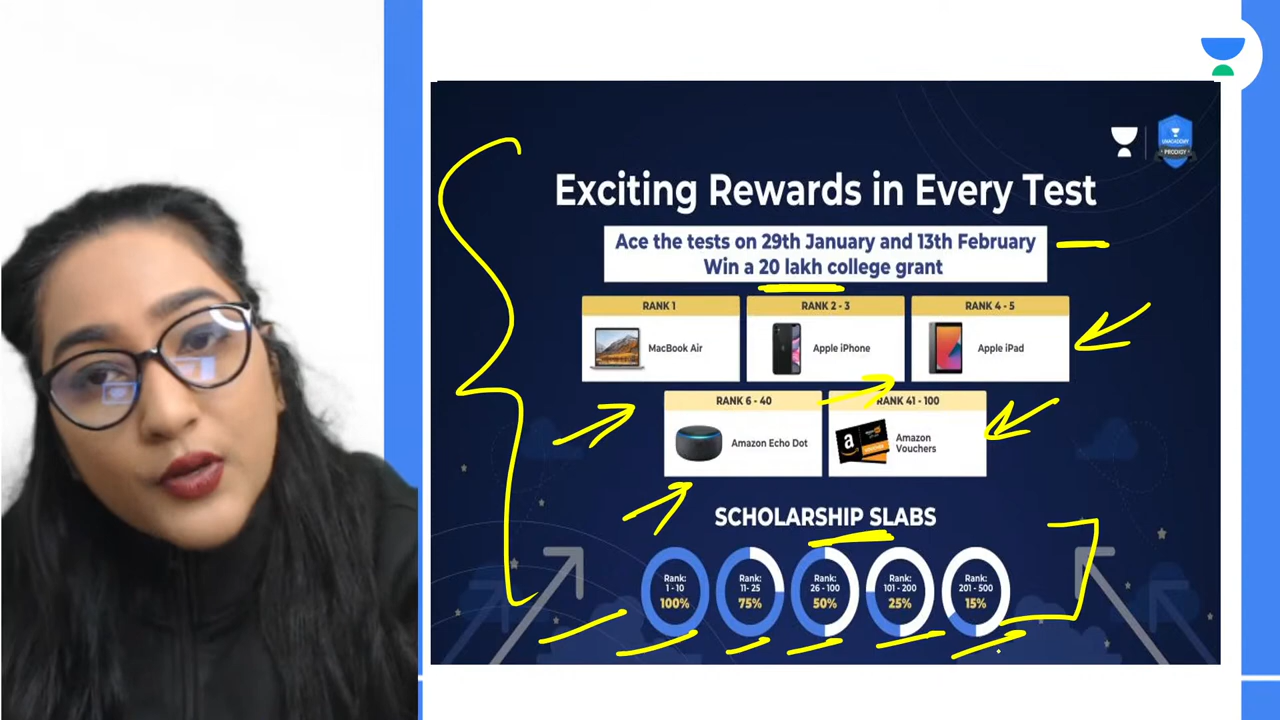 UNACADEMY
PRODIGY
Exciting Rewards in Every Test
Ace the tests on 29th January and 13th February
Win a 20 lakh college grant
RANK 1
MacBook Air
RANK 2 - 3
Apple iPhone
RANK 4 - 5
Apple iPad
RANK 6 - 40
Amazon Echo Dot
RANK 41 - 100
a
Amazon
Vouchers
SCHOLARSHIP SLABS
Rank:
1 - 10
100%
Rank:
11- 25
75%
Rank:
26 - 100
50%
Rank:
101 - 200
25%
Rank:
201 - 500
15%